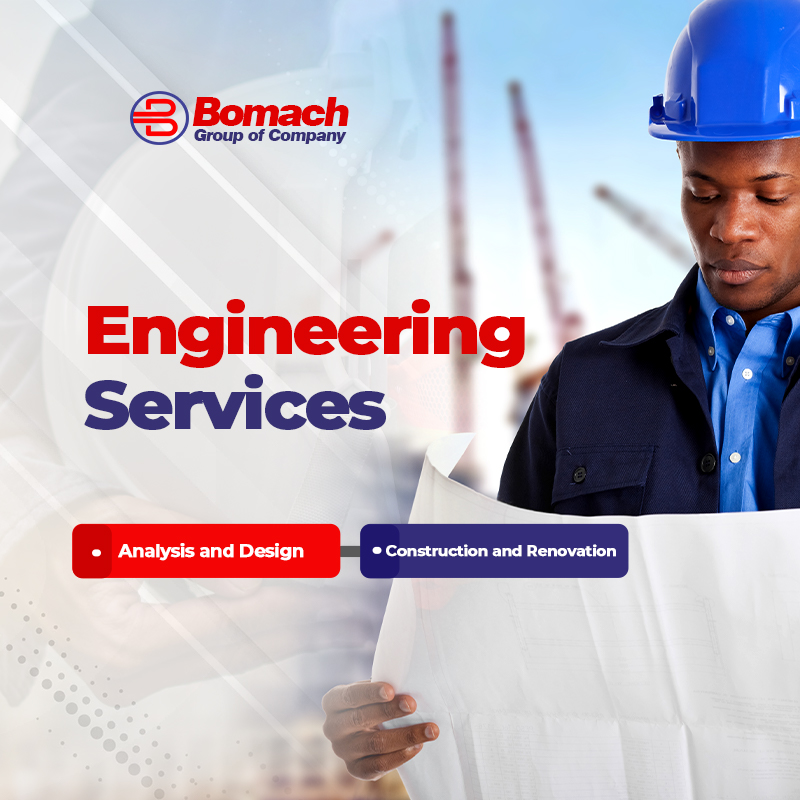 Bomach
Group of Company
Engineering
Services
Analysis and Design
Construction and Renovation